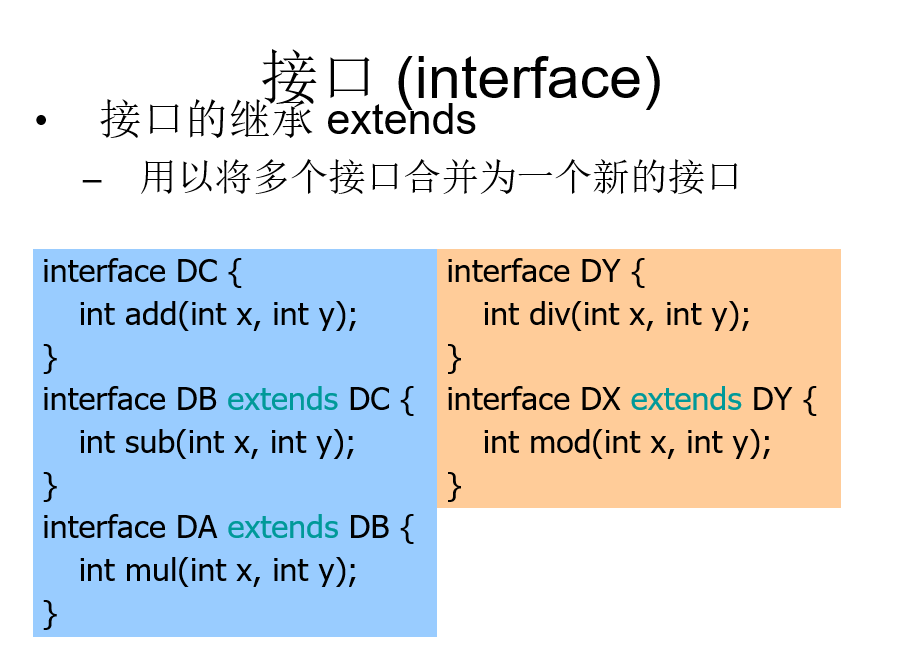 接口 (interface)
• 接口的继承 extends
– 用以将多个接口合并为一个新的接口
interface DC {
int add(int x, int y);
}
interface DB extends DC {
int sub(int x, int y);
}
interface DA extends DB {
int mul(int x, int y);
}
interface DY {
int div(int x, int y);
}
interface DX extends DY {
int mod(int x, int y);
}